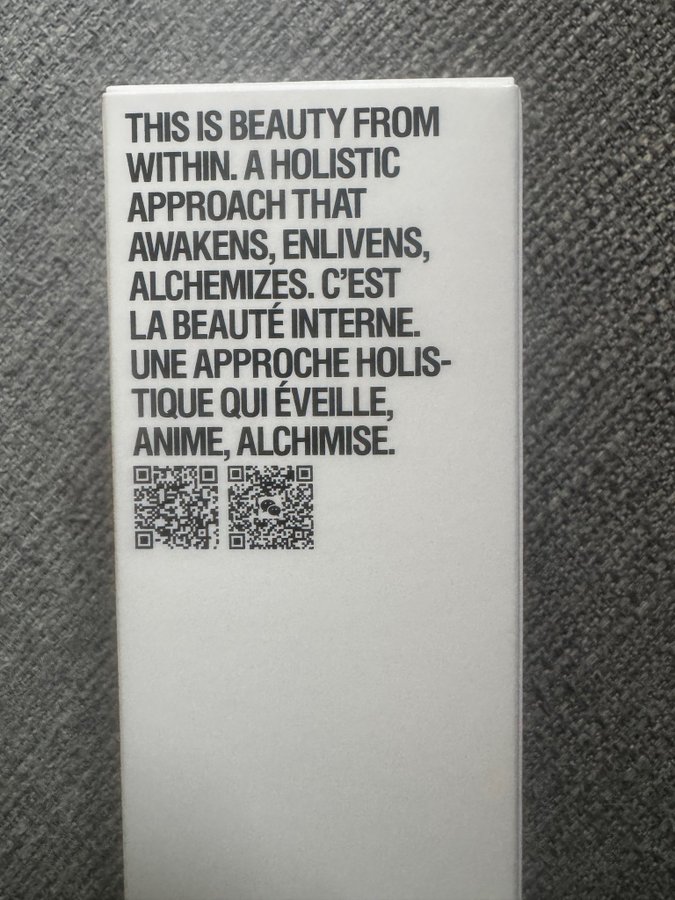 THIS IS BEAUTY FROM
WITHIN. A HOLISTIC
APPROACH THAT
AWAKENS, ENLIVENS,
ALCHEMIZES. C’EST
LA BEAUTÉ INTERNE.
UNE APPROCHE HOLIS-
TIQUE QUI ÉVEILLE,
ANIME, ALCHIMISE.